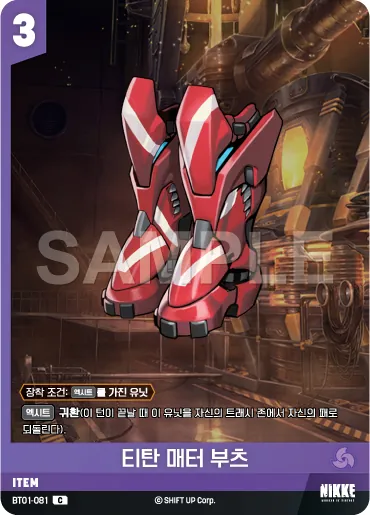 3
SAMPLE
장착 조건: 엑시트 를 가진 유닛
엑시트 귀환(이 턴이 끝날 때 이 유닛을 자신의 트래시 존에서 자신의 패로
되돌린다).
티탄 매터 부츠
ITEM
BT01-081 C
© SHIFT UP Corp.
NIKKE